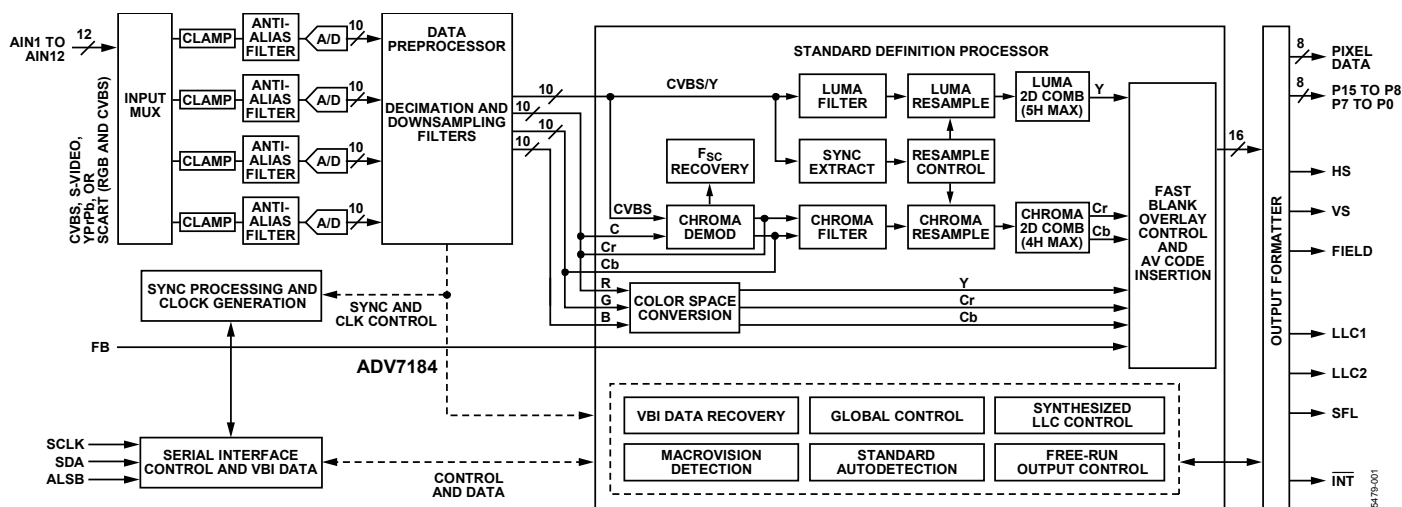 AIN1 TO
AIN12
12
INPUT
MUX
CVBS, S-VIDEO,
YPrPb, OR
SCART (RGB AND CVBS)
CLAMP
ANTI-
ALIAS
FILTER
A/D
10
CLAMP
ANTI-
ALIAS
FILTER
A/D
10
CLAMP
ANTI-
ALIAS
FILTER
A/D
10
CLAMP
ANTI-
ALIAS
FILTER
A/D
10
DATA
PREPROCESSOR
DECIMATION AND
DOWNSAMPLING
FILTERS
10
10
10
10
STANDARD DEFINITION PROCESSOR
CVBS/Y
LUMA
FILTER
LUMA
RESAMPLE
LUMA
2D COMB
(5H MAX)
Y
FSC
RECOVERY
SYNC
EXTRACT
RESAMPLE
CONTROL
CVBS
C
Cr
Cb
CHROMA
DEMOD
CHROMA
FILTER
CHROMA
RESAMPLE
CHROMA
2D COMB
(4H MAX)
Cr
Cb
R
G
B
COLOR SPACE
CONVERSION
Y
Cr
Cb
FAST
BLANK
OVERLAY
CONTROL
AND
AV CODE
INSERTION
16
OUTPUT FORMATTER
8
PIXEL
DATA
8
P15 TO P8
P7 TO P0
HS
VS
FIELD
LLC1
LLC2
SFL
INT
SYNC PROCESSING AND
CLOCK GENERATION
SYNC AND
CLK CONTROL
FB
ADV7184
SCLK
SDA
ALSB
SERIAL INTERFACE
CONTROL AND VBI DATA
CONTROL
AND DATA
VBI DATA RECOVERY
GLOBAL CONTROL
SYNTHESIZED
LLC CONTROL
MACROVISION
DETECTION
STANDARD
AUTODETECTION
FREE-RUN
OUTPUT CONTROL
5479-001